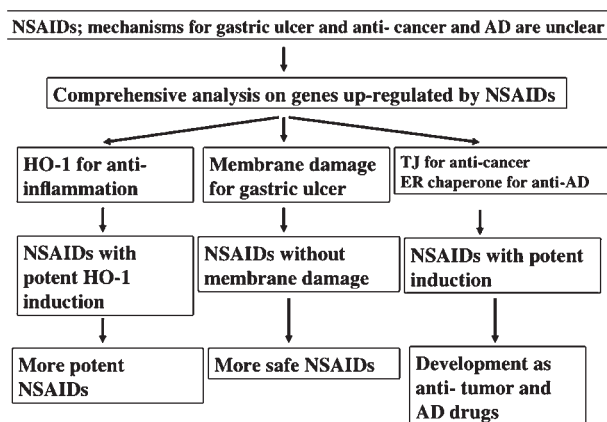 NSAIDs; mechanisms for gastric ulcer and anti- cancer and AD are unclear
Comprehensive analysis on genes up-regulated by NSAIDs
HO-1 for anti-
inflammation
Membrane damage
for gastric ulcer
TJ for anti-cancer
ER chaperone for anti-AD
NSAIDs with
potent HO-1
induction
NSAIDs without
membrane damage
NSAIDs with potent
induction
More potent
NSAIDs
More safe NSAIDs
Development as
anti- tumor and
AD drugs